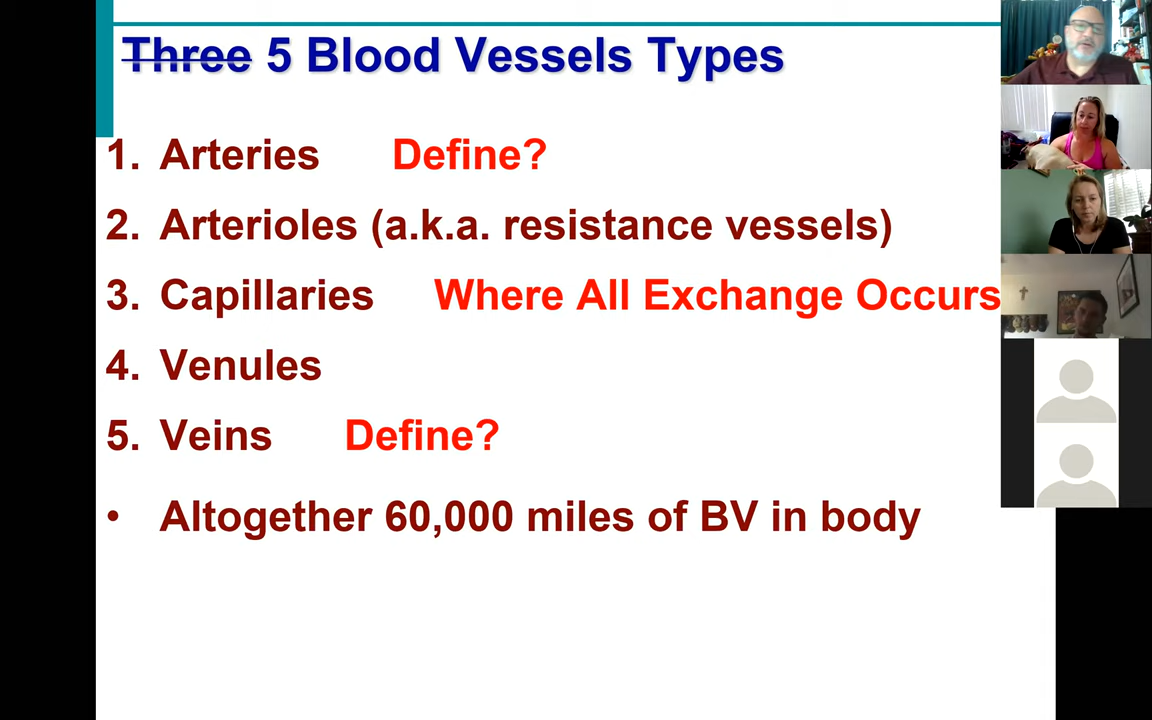 Three 5 Blood Vessels Types
1. Arteries Define?
2. Arterioles (a.k.a. resistance vessels)
3. Capillaries Where All Exchange Occurs
4. Venules
5. Veins Define?
• Altogether 60,000 miles of BV in body